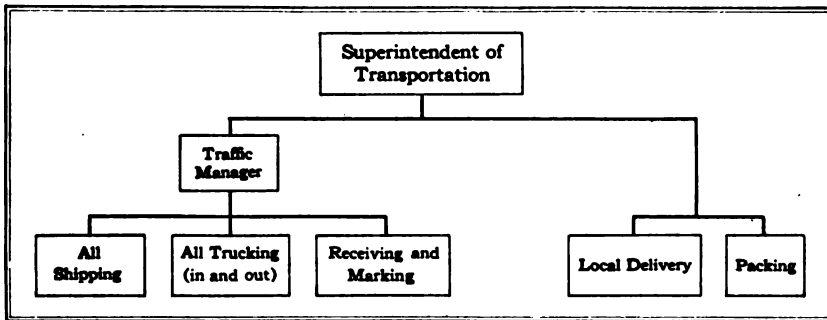 Superintendent of
Transportation
Traffic
Manager
All
Shipping
All Trucking
(in and out)
Receiving and
Marking
Local Delivery
Packing